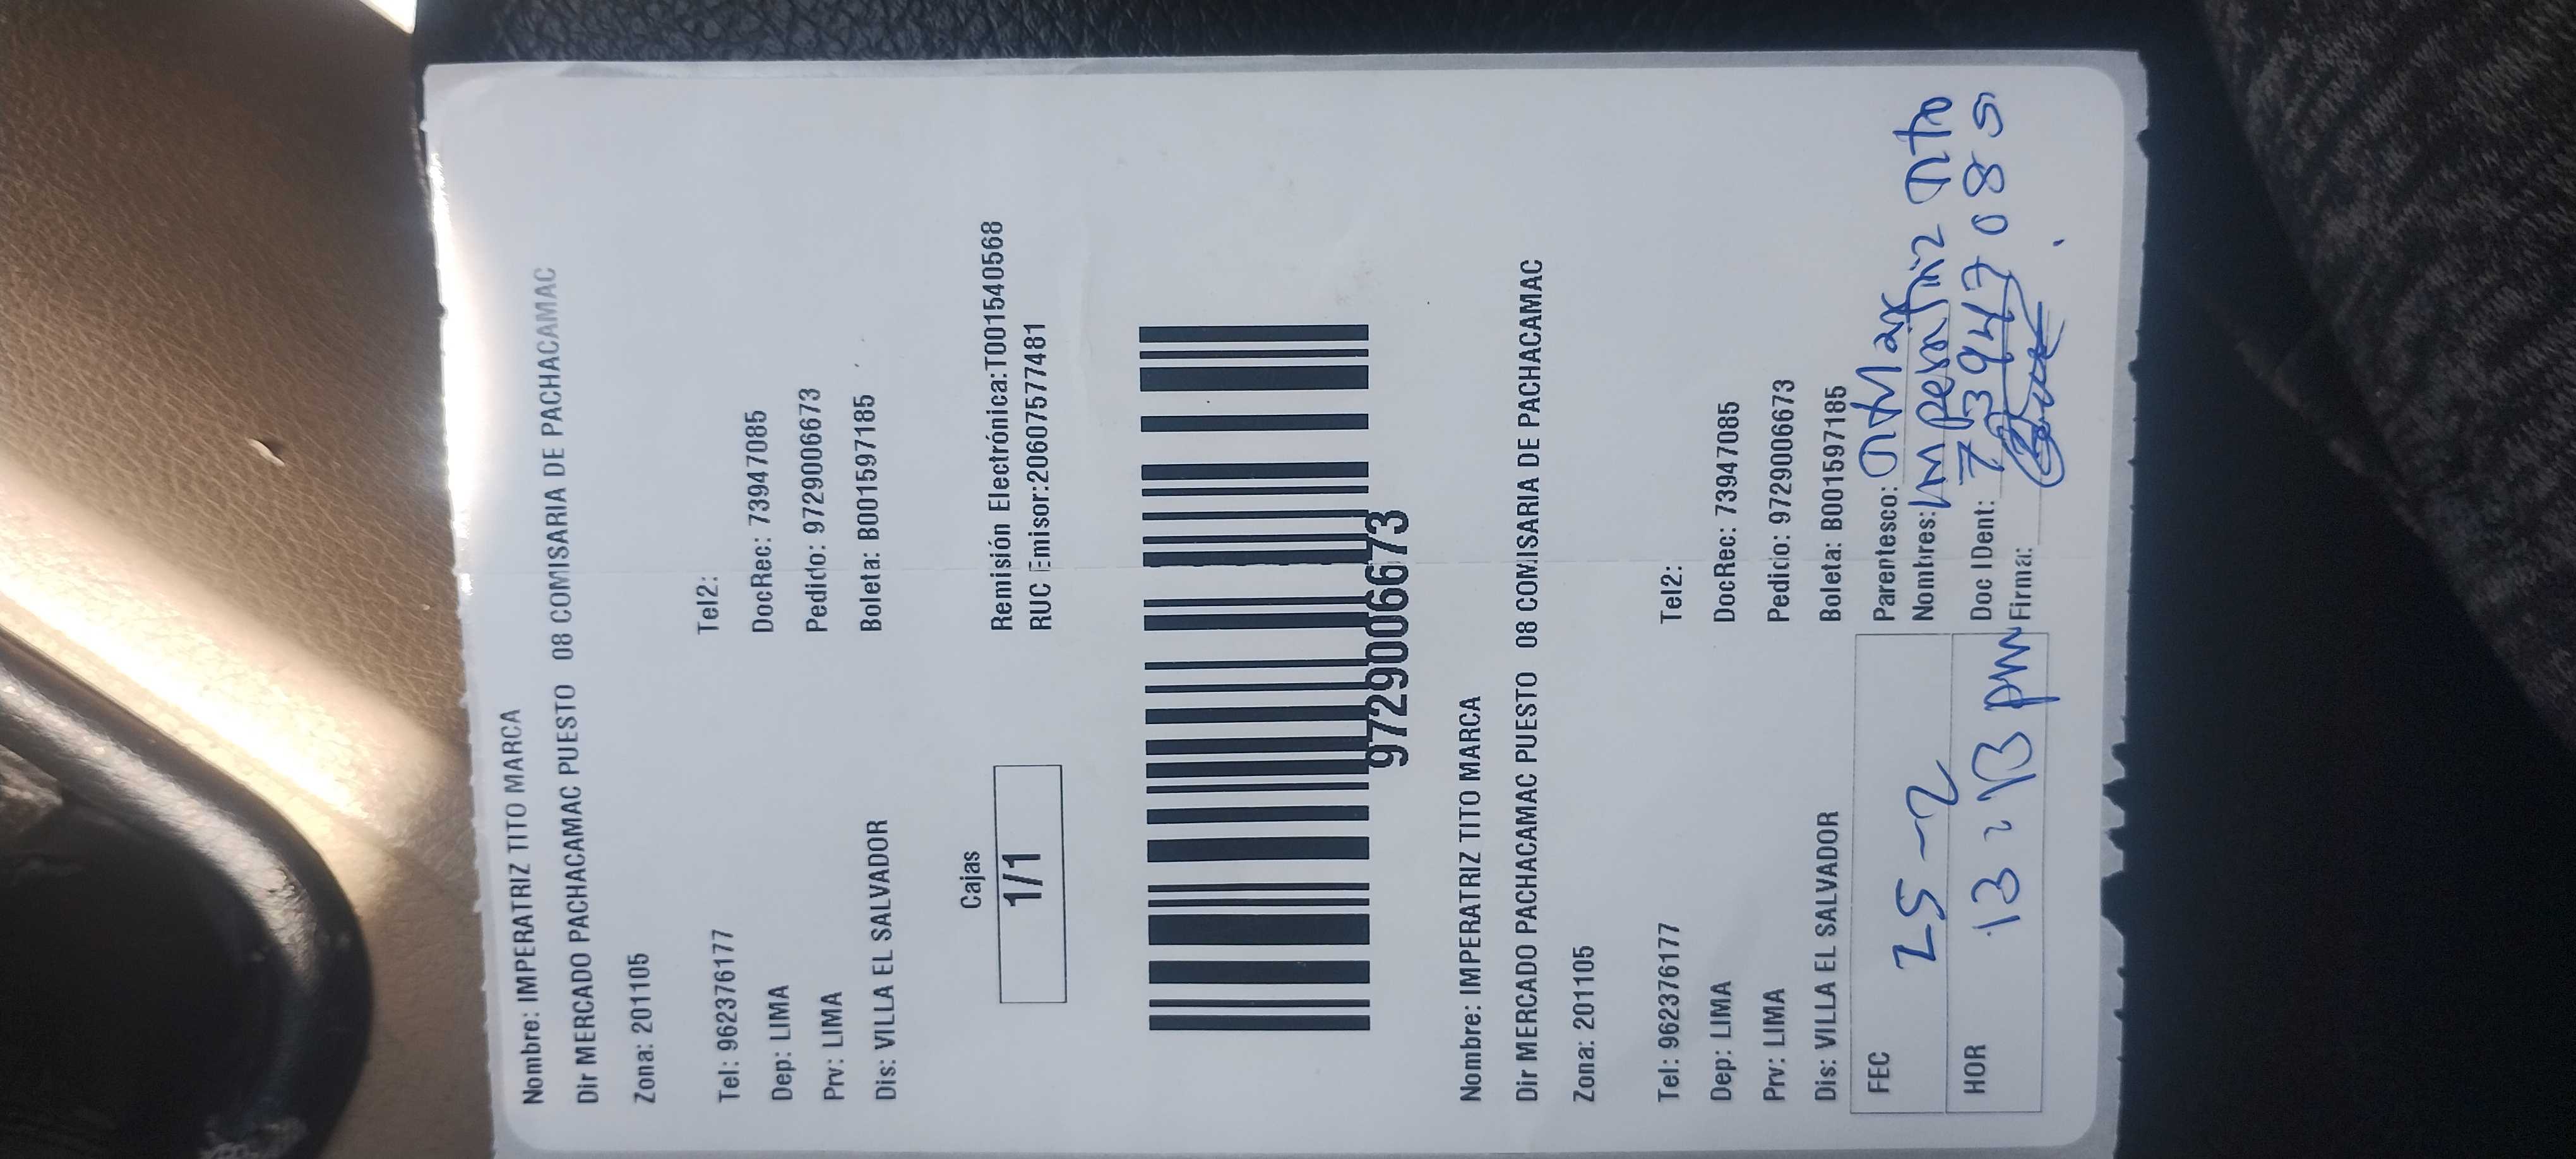 Nombre: IMPERATRIZ TITO MARCA
Dir MERCADO PACHACAMAC PUESTO 08 COMISARIA DE PACHACAMAC
Zona: 201105
Tel: 962376177 Tel2:
Dep: LIMA DocRec: 73947085
Prv: LIMA Pedido: 9729006673
Dis: VILLA EL SALVADOR Boleta: B001597185
Cajas
1/1
Remisión Electrónica:T001540568
RUC Emisor:20607577481
9729006673
Nombre: IMPERATRIZ TITO MARCA
Dir MERCADO PACHACAMAC PUESTO 08 COMISARIA DE PACHACAMAC
Zona: 201105
Tel: 962376177 Tel2:
Dep: LIMA DocRec: 73947085
Prv: LIMA Pedido: 9729006673
Dis: VILLA EL SALVADOR Boleta: B001597185
FEC 25-2
HOR 13:13 pm
Parentesco:
Nombres: Imperatriz Tito
Doc IDent: 73947085
Firma: